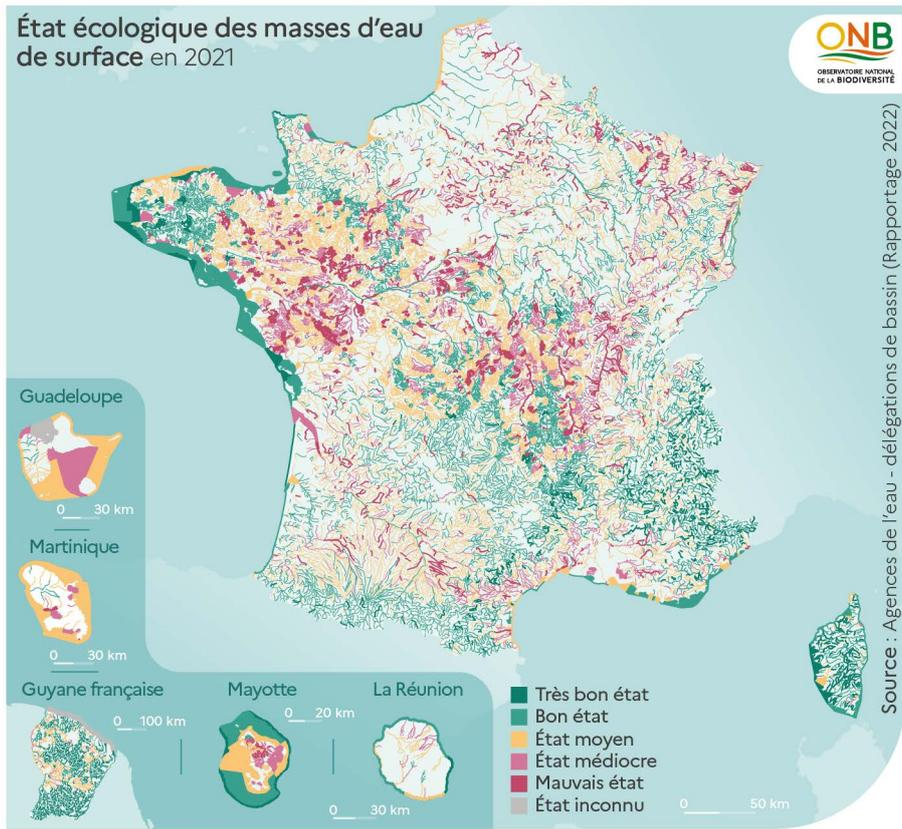 État écologique des masses d'eau
de surface en 2021
ONB
OBSERVATOIRE NATIONAL
DE LA BIODIVERSITÉ
Source : Agences de l'eau - délégations de bassin (Rapportage 2022)
Guadeloupe
0 30 km
Martinique
0 30 km
Guyane française
0 100 km
Mayotte
0 20 km
La Réunion
0 30 km
Très bon état
Bon état
État moyen
État médiocre
Mauvais état
État inconnu
0 50 km